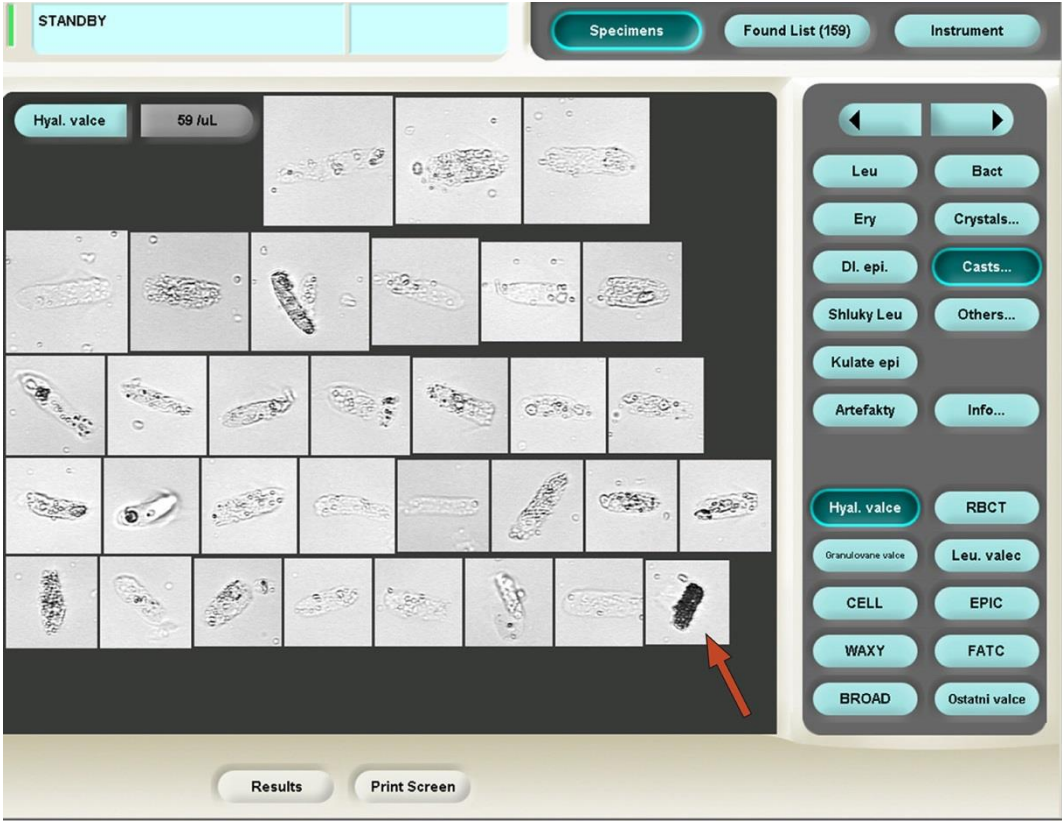 STANDBY
Specimens
Found List (159)
Instrument
Hyal. valce
59 /uL
Leu
Bact
Ery
Crystals...
Dl. epi.
Casts...
Shluky Leu
Others...
Kulate epi
Artefakty
Info...
Hyal. valce
RBCT
Granulovane valce
Leu. valec
CELL
EPIC
WAXY
FATC
BROAD
Ostatni valce
Results
Print Screen